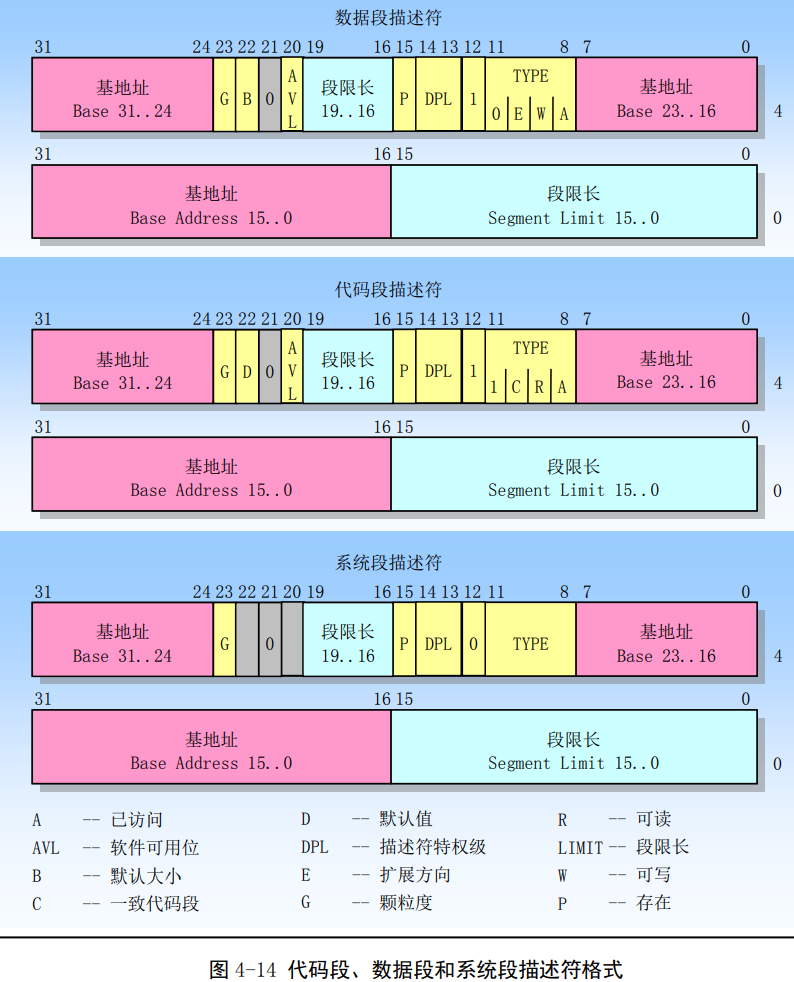 数据段描述符
31 24 23 22 21 20 19 16 15 14 13 12 11 8 7 0
基地址 Base 31..24 G B 0 AVL 段限长 19..16 P DPL 1 TYPE 0 E W A 基地址 Base 23..16 4
31 16 15 0
基地址 段限长
Base Address 15..0 Segment Limit 15..0 0
代码段描述符
31 24 23 22 21 20 19 16 15 14 13 12 11 8 7 0
基地址 Base 31..24 G D 0 AVL 段限长 19..16 P DPL 1 TYPE 1 C R A 基地址 Base 23..16 4
31 16 15 0
基地址 段限长
Base Address 15..0 Segment Limit 15..0 0
系统段描述符
31 24 23 22 21 20 19 16 15 14 13 12 11 8 7 0
基地址 Base 31..24 G 0 段限长 19..16 P DPL 0 TYPE 基地址 Base 23..16 4
31 16 15 0
基地址 段限长
Base Address 15..0 Segment Limit 15..0 0
A -- 已访问 D -- 默认值 R -- 可读
AVL -- 软件可用位 DPL -- 描述符特权级 LIMIT -- 段限长
B -- 默认大小 E -- 扩展方向 W -- 可写
C -- 一致代码段 G -- 颗粒度 P -- 存在
图 4-14 代码段、数据段和系统段描述符格式